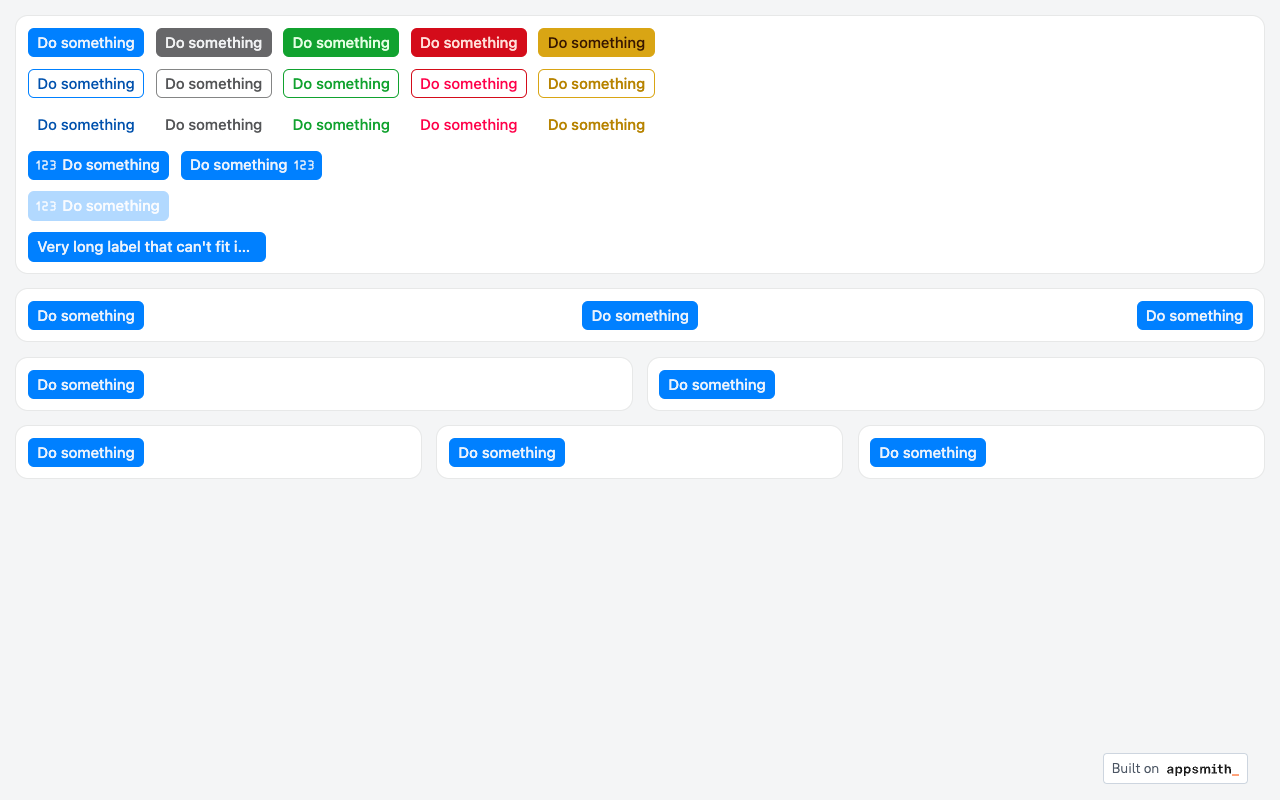 Do something Do something Do something Do something Do something
Do something Do something Do something Do something Do something
Do something Do something Do something Do something Do something
123 Do something Do something 123
123 Do something
Very long label that can't fit i...
Do something Do something Do something
Do something Do something
Do something Do something Do something
Built on appsmith_